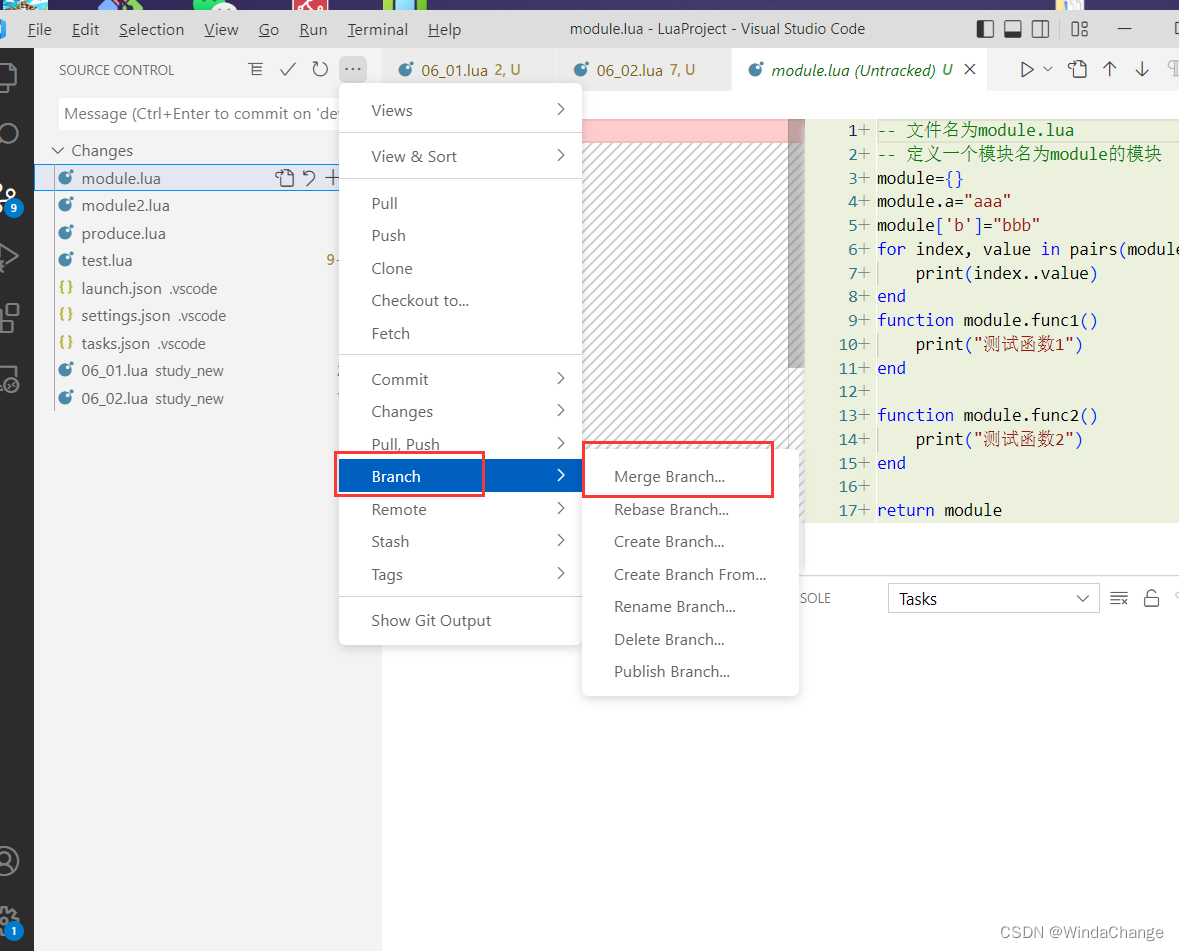 File Edit Selection View Go Run Terminal Help module.lua - LuaProject - Visual Studio Code
SOURCE CONTROL
06_01.lua 2, U
06_02.lua 7, U
module.lua (Untracked) U
Message (Ctrl+Enter to commit on 'de
Changes
module.lua
module2.lua
produce.lua
test.lua 9
launch.json .vscode
settings.json .vscode
tasks.json .vscode
06_01.lua study_new
06_02.lua study_new
9
1
Views
View & Sort
Pull
Push
Clone
Checkout to...
Fetch
Commit
Changes
Pull, Push
Branch
Remote
Stash
Tags
Show Git Output
Merge Branch...
Rebase Branch...
Create Branch...
Create Branch From...
Rename Branch...
Delete Branch...
Publish Branch...
1+ -- 文件名为module.lua
2+ -- 定义一个模块名为module的模块
3+ module={}
4+ module.a="aaa"
5+ module['b']="bbb"
6+ for index, value in pairs(module
7+ print(index..value)
8+ end
9+ function module.func1()
10+ print("测试函数1")
11+ end
12+
13+ function module.func2()
14+ print("测试函数2")
15+ end
16+
17+ return module
SOLE
Tasks
CSDN @WindaChange